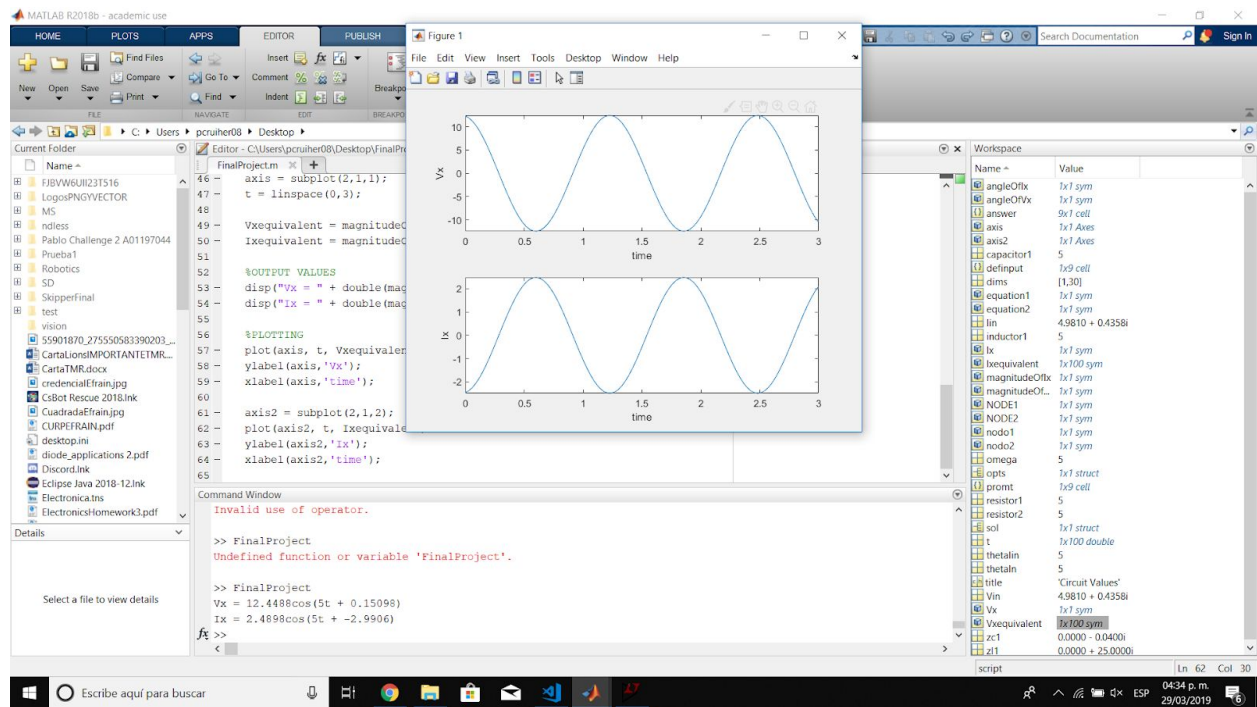 MATLAB R2018b - academic use
HOME PLOTS APPS EDITOR PUBLISH
Search Documentation Sign In
New Open Save Find Files Compare Print
Go To Find
Insert fx Comment % Indent
Breakpo
FILE NAVIGATE EDIT BREAKPO
C: Users pcruiher08 Desktop
Current Folder
Name
FJBVW6UII23T516
LogosPNGYVECTOR
MS
ndless
Pablo Challenge 2 A01197044
Prueba1
Robotics
SD
SkipperFinal
test
vision
55901870_275550583390203_...
CartaLionsIMPORTANTETMR....
CartaTMR.docx
credencialEfrain.jpg
CsBot Rescue 2018.lnk
CuadradaEfrain.jpg
CURPEFRAIN.pdf
desktop.ini
diode_applications 2.pdf
Discord.lnk
Eclipse Java 2018-12.lnk
Electronica.tns
ElectronicsHomework3.pdf
Details
Select a file to view details
Editor - C:\Users\pcruiher08\Desktop\FinalPr
FinalProject.m
46 - axis = subplot(2,1,1);
47 - t = linspace(0,3);
48
49 - Vxequivalent = magnitudeO
50 - Ixequivalent = magnitudeO
51
52 %OUTPUT VALUES
53 - disp("Vx = " + double(mag
54 - disp("Ix = " + double(mag
55
56 %PLOTTING
57 - plot(axis, t, Vxequivaler
58 - ylabel(axis,'Vx');
59 - xlabel(axis,'time');
60
61 - axis2 = subplot(2,1,2);
62 - plot(axis2, t, Ixequivale
63 - ylabel(axis2,'Ix');
64 - xlabel(axis2,'time');
65
Figure 1
File Edit View Insert Tools Desktop Window Help
10
5
0
-5
-10
Vx
0 0.5 1 1.5 2 2.5 3
time
2
1
0
-1
-2
Ix
0 0.5 1 1.5 2 2.5 3
time
Command Window
Invalid use of operator.
>> FinalProject
Undefined function or variable 'FinalProject'.
>> FinalProject
Vx = 12.4488cos(5t + 0.15098)
Ix = 2.4898cos(5t + -2.9906)
fx >>
Workspace
Name Value
angleOfIx 1x1 sym
angleOfVx 1x1 sym
answer 9x1 cell
axis 1x1 Axes
axis2 1x1 Axes
capacitor1 5
definput 1x9 cell
dims [1,30]
equation1 1x1 sym
equation2 1x1 sym
Iin 4.9810 + 0.4358i
inductor1 5
Ix 1x1 sym
Ixequivalent 1x100 sym
magnitudeOfIx 1x1 sym
magnitudeOf... 1x1 sym
NODE1 1x1 sym
NODE2 1x1 sym
nodo1 1x1 sym
nodo2 1x1 sym
omega 5
opts 1x1 struct
promt 1x9 cell
resistor1 5
resistor2 5
sol 1x1 struct
t 1x100 double
thetaIin 5
thetaIn 5
title 'Circuit Values'
Vin 4.9810 + 0.4358i
Vx 1x1 sym
Vxequivalent 1x100 sym
zc1 0.0000 - 0.0400i
zl1 0.0000 + 25.0000i
script Ln 62 Col 30
Escribe aquí para buscar
ESP
04:34 p. m.
29/03/2019
6